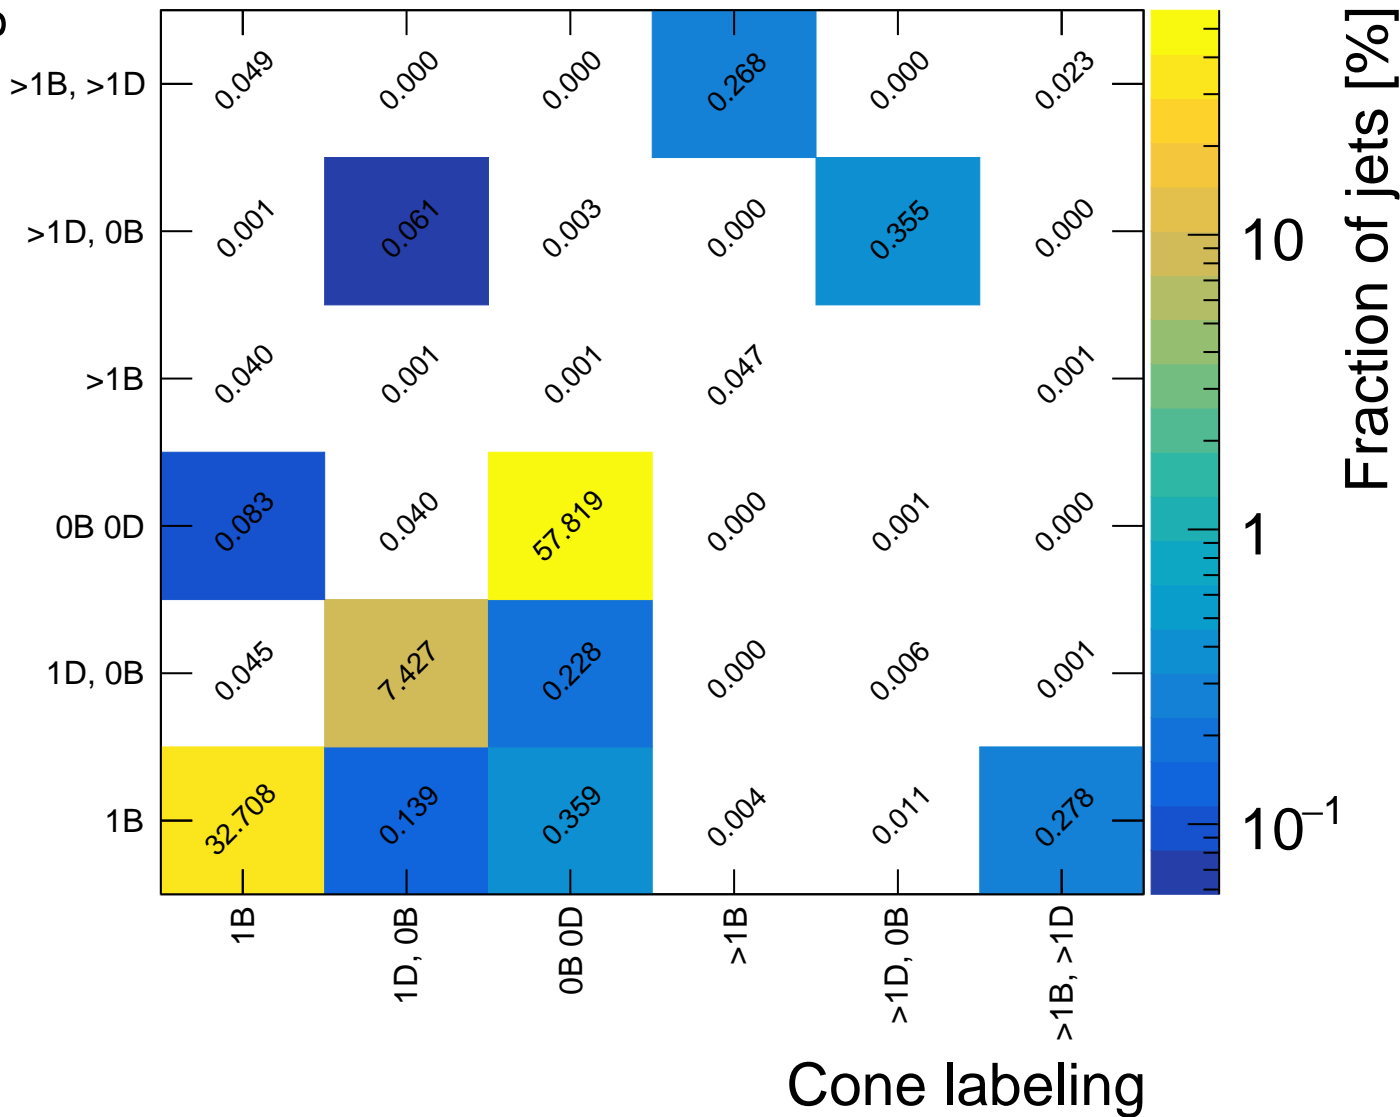 >1B, >1D 0.049 0.000 0.000 0.268 0.000 0.023
>1D, 0B 0.001 0.061 0.003 0.000 0.355 0.000
>1B 0.040 0.001 0.001 0.047 0.001
0B 0D 0.083 0.040 57.819 0.000 0.001 0.000
1D, 0B 0.045 7.427 0.228 0.000 0.006 0.001
1B 32.708 0.139 0.359 0.004 0.011 0.278
1B 1D, 0B 0B 0D >1B >1D, 0B >1B, >1D
Cone labeling
10
1
10⁻¹
Fraction of jets [%]